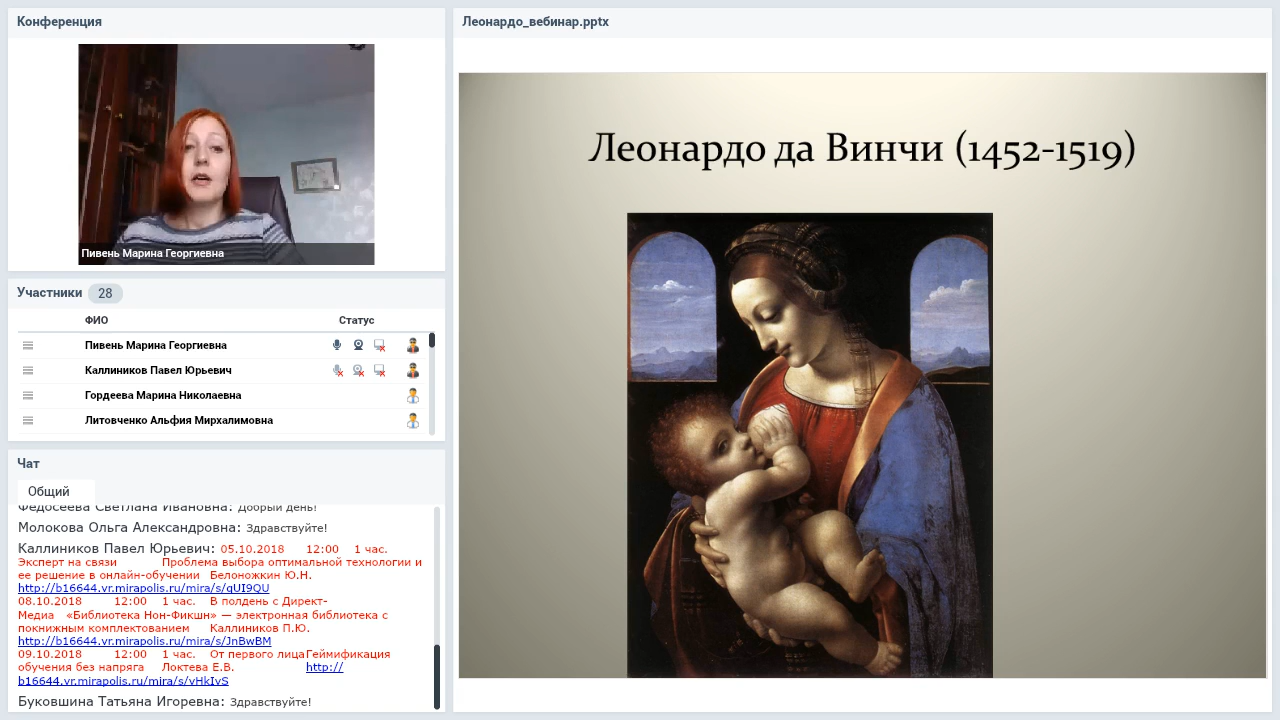 Конференция
Пивень Марина Георгиевна
Участники 28
ФИО Статус
Пивень Марина Георгиевна
Каллиников Павел Юрьевич
Гордеева Марина Николаевна
Литовченко Альфия Мирхалимовна
Чат
Общий
Федосеева Светлана Ивановна: Добрый день!
Молокова Ольга Александровна: Здравствуйте!
Каллиников Павел Юрьевич: 05.10.2018 12:00 1 час.
Эксперт на связи Проблема выбора оптимальной технологии и
ее решение в онлайн-обучении Белоножкин Ю.Н.
http://b16644.vr.mirapolis.ru/mira/s/qUI9QU
08.10.2018 12:00 1 час. В полдень с Директ-
Медиа «Библиотека Нон-Фикшн» — электронная библиотека с
покнижным комплектованием Каллиников П.Ю.
http://b16644.vr.mirapolis.ru/mira/s/JnBwBM
09.10.2018 12:00 1 час. От первого лицаГеймификация
обучения без напряга Локтева Е.В. http://
b16644.vr.mirapolis.ru/mira/s/vHkIvS
Буковшина Татьяна Игоревна: Здравствуйте!
Леонардо_вебинар.pptx
Леонардо да Винчи (1452-1519)